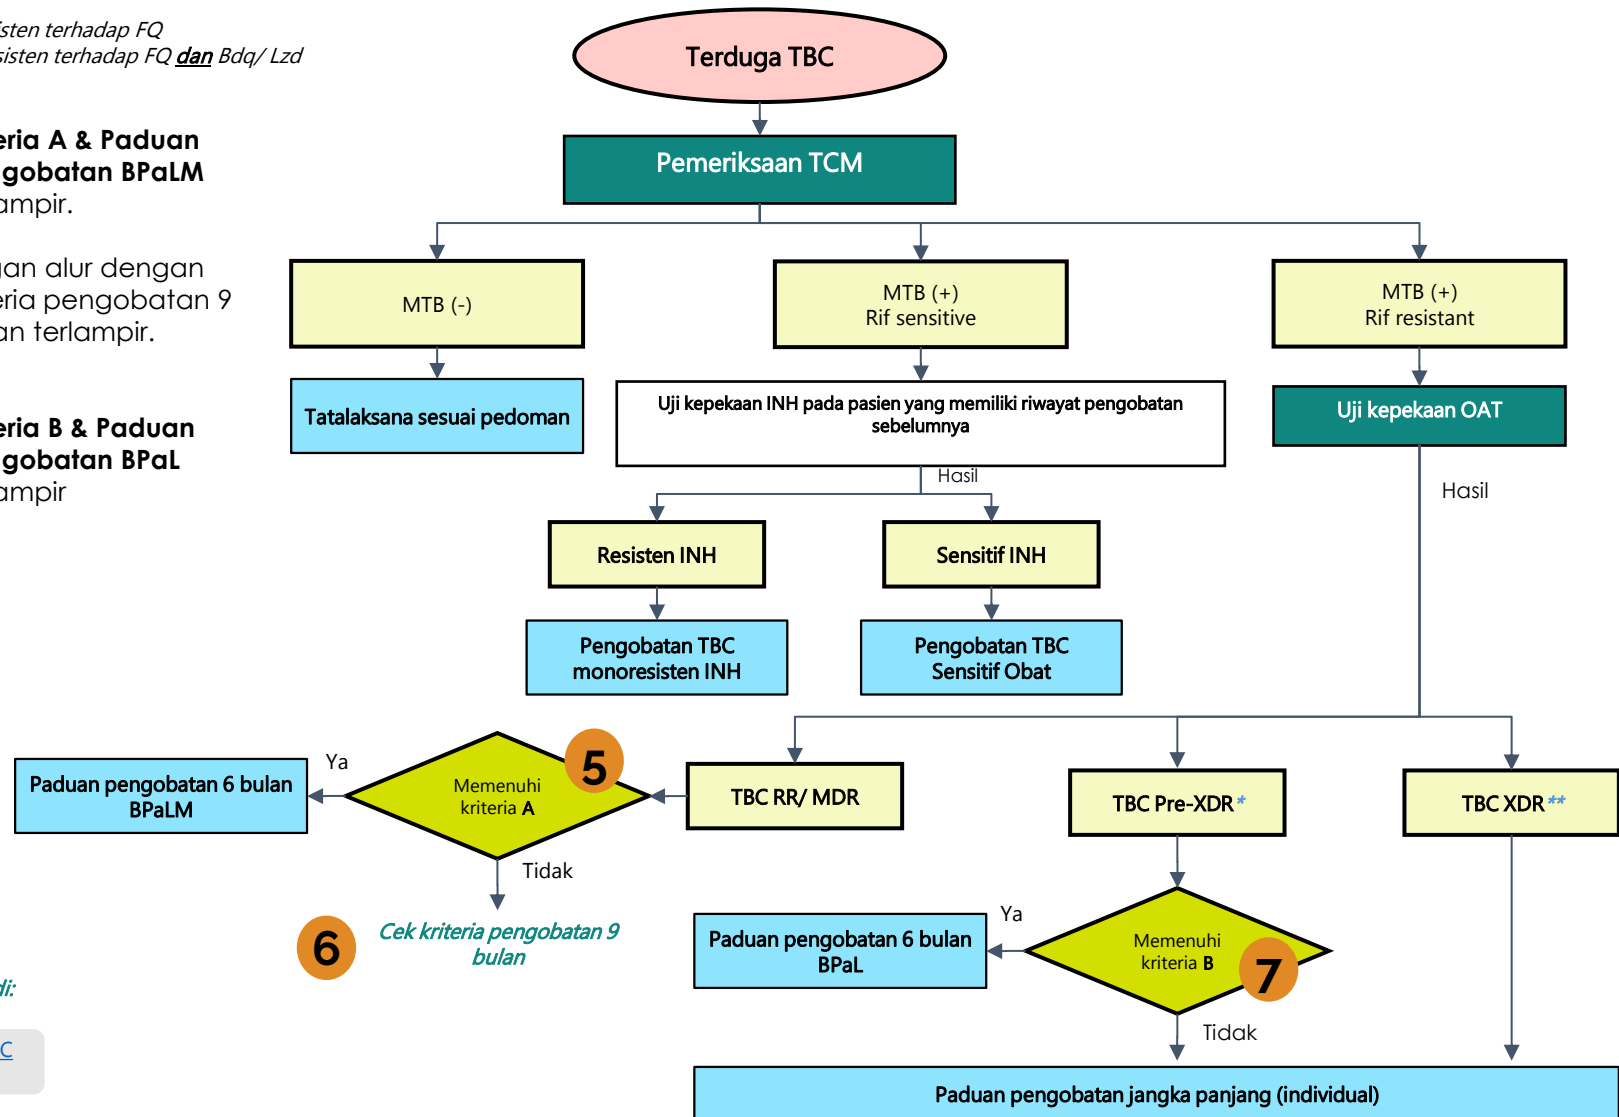 sisten terhadap FQ
sisten terhadap FQ dan Bdq/ Lzd
eria A & Paduan
gobatan BPaLM
ampir.
gan alur dengan
eria pengobatan 9
an terlampir.
eria B & Paduan
gobatan BPaL
ampir
di:
C
Terduga TBC
Pemeriksaan TCM
MTB (-)
MTB (+)
Rif sensitive
MTB (+)
Rif resistant
Tatalaksana sesuai pedoman
Uji kepekaan INH pada pasien yang memiliki riwayat pengobatan
sebelumnya
Uji kepekaan OAT
Hasil
Hasil
Resisten INH
Sensitif INH
Pengobatan TBC
monoresisten INH
Pengobatan TBC
Sensitif Obat
Paduan pengobatan 6 bulan
BPaLM
Ya
Memenuhi
kriteria A
5
TBC RR/ MDR
TBC Pre-XDR*
TBC XDR**
Tidak
6
Cek kriteria pengobatan 9
bulan
Paduan pengobatan 6 bulan
BPaL
Ya
Memenuhi
kriteria B
7
Tidak
Paduan pengobatan jangka panjang (individual)